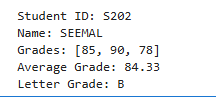 Student ID: S202
Name: SEEMAL
Grades: [85, 90, 78]
Average Grade: 84.33
Letter Grade: B